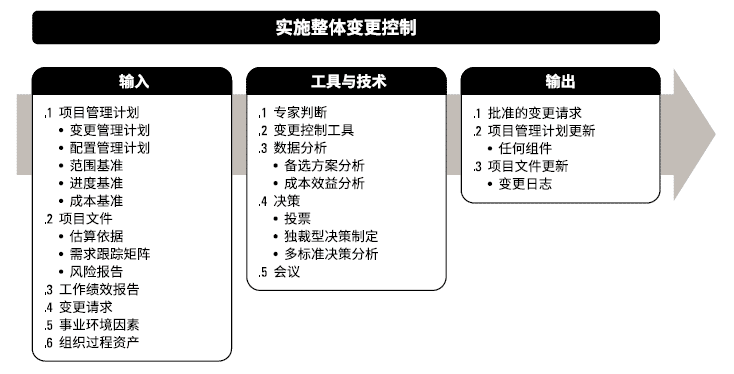 实施整体变更控制
输入
.1 项目管理计划
• 变更管理计划
• 配置管理计划
• 范围基准
• 进度基准
• 成本基准
.2 项目文件
• 估算依据
• 需求跟踪矩阵
• 风险报告
.3 工作绩效报告
.4 变更请求
.5 事业环境因素
.6 组织过程资产
工具与技术
.1 专家判断
.2 变更控制工具
.3 数据分析
• 备选方案分析
• 成本效益分析
.4 决策
• 投票
• 独裁型决策制定
• 多标准决策分析
.5 会议
输出
.1 批准的变更请求
.2 项目管理计划更新
• 任何组件
.3 项目文件更新
• 变更日志